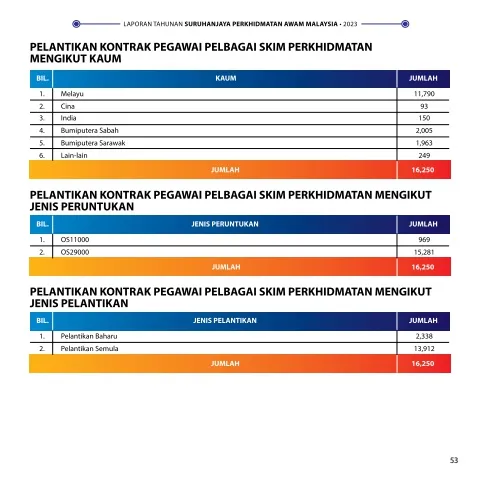 LAPORAN TAHUNAN SURUHANJAYA PERKHIDMATAN AWAM MALAYSIA • 2023
PELANTIKAN KONTRAK PEGAWAI PELBAGAI SKIM PERKHIDMATAN
MENGIKUT KAUM
BIL. KAUM JUMLAH
1. Melayu 11,790
2. Cina 93
3. India 150
4. Bumiputera Sabah 2,005
5. Bumiputera Sarawak 1,963
6. Lain-lain 249
JUMLAH 16,250
PELANTIKAN KONTRAK PEGAWAI PELBAGAI SKIM PERKHIDMATAN MENGIKUT
JENIS PERUNTUKAN
BIL. JENIS PERUNTUKAN JUMLAH
1. OS11000 969
2. OS29000 15,281
JUMLAH 16,250
PELANTIKAN KONTRAK PEGAWAI PELBAGAI SKIM PERKHIDMATAN MENGIKUT
JENIS PELANTIKAN
BIL. JENIS PELANTIKAN JUMLAH
1. Pelantikan Baharu 2,338
2. Pelantikan Semula 13,912
JUMLAH 16,250
53